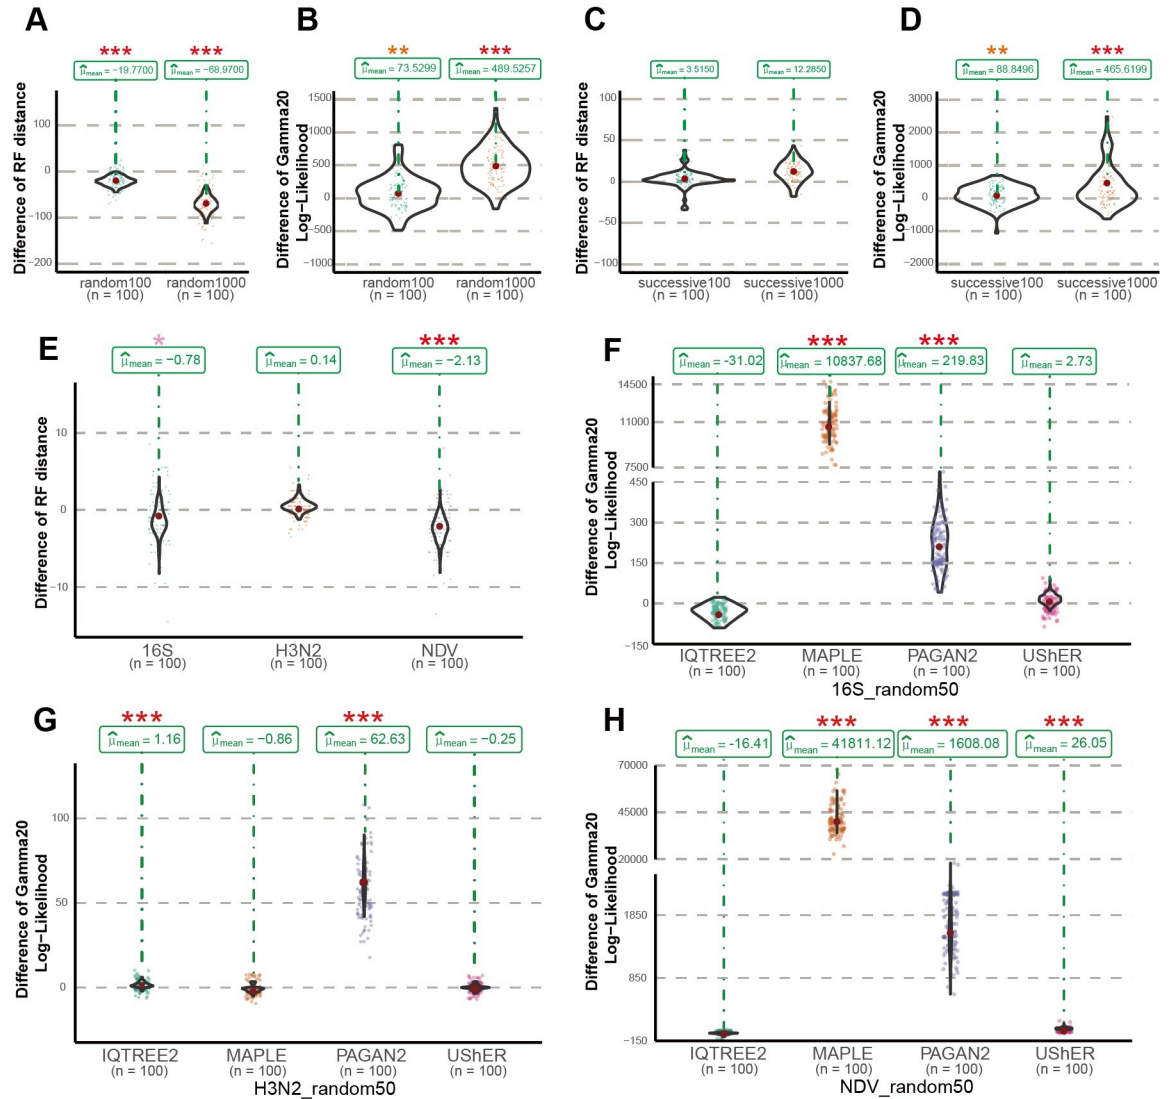 A
***
***
μ̂mean = −19.7700
μ̂mean = −68.9700
Difference of RF distance
100
0
−100
−200
random100
(n = 100)
random1000
(n = 100)
B
**
***
μ̂mean = 73.5299
μ̂mean = 489.5257
Difference of Gamma20
Log−Likelihood
1500
1000
500
0
−500
−1000
random100
(n = 100)
random1000
(n = 100)
C
μ̂mean = 3.5150
μ̂mean = 12.2850
Difference of RF distance
100
50
0
−50
−100
successive100
(n = 100)
successive1000
(n = 100)
D
**
***
μ̂mean = 88.8496
μ̂mean = 465.6199
Difference of Gamma20
Log−Likelihood
3000
2000
1000
0
−1000
−2000
successive100
(n = 100)
successive1000
(n = 100)
E
*
***
μ̂mean = −0.78
μ̂mean = 0.14
μ̂mean = −2.13
Difference of RF distance
10
0
−10
16S
(n = 100)
H3N2
(n = 100)
NDV
(n = 100)
F
***
***
μ̂mean = -31.02
μ̂mean = 10837.68
μ̂mean = 219.83
μ̂mean = 2.73
Difference of Gamma20
Log−Likelihood
14500
11000
7500
450
300
150
0
−150
IQTREE2
(n = 100)
MAPLE
(n = 100)
PAGAN2
(n = 100)
UShER
(n = 100)
16S_random50
G
***
***
μ̂mean = 1.16
μ̂mean = −0.86
μ̂mean = 62.63
μ̂mean = −0.25
Difference of Gamma20
Log−Likelihood
100
50
0
IQTREE2
(n = 100)
MAPLE
(n = 100)
PAGAN2
(n = 100)
UShER
(n = 100)
H3N2_random50
H
***
***
***
μ̂mean = -16.41
μ̂mean = 41811.12
μ̂mean = 1608.08
μ̂mean = 26.05
Difference of Gamma20
Log−Likelihood
70000
45000
20000
1850
850
−150
IQTREE2
(n = 100)
MAPLE
(n = 100)
PAGAN2
(n = 100)
UShER
(n = 100)
NDV_random50